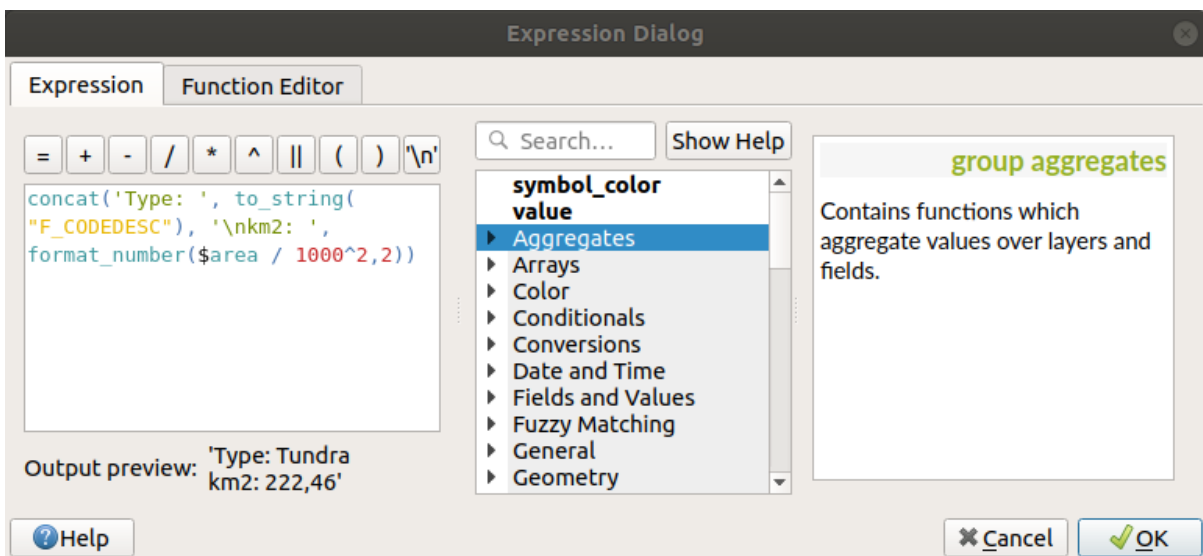 Expression Dialog
Expression
Function Editor
= + - / * ^ || ( ) '\n'
concat('Type: ', to_string(
"F_CODEDESC"), '\nkm2: ',
format_number($area / 1000^2,2))
Output preview: 'Type: Tundra
km2: 222,46'
Search...
Show Help
symbol_color
value
Aggregates
Arrays
Color
Conditionals
Conversions
Date and Time
Fields and Values
Fuzzy Matching
General
Geometry
group aggregates
Contains functions which
aggregate values over layers and
fields.
Help
Cancel
OK